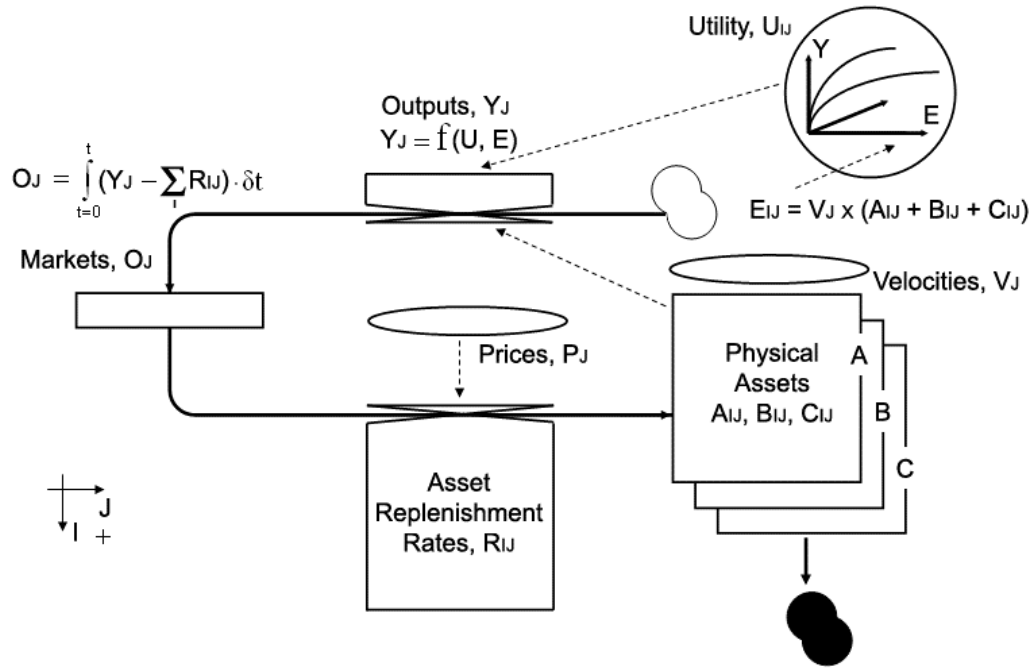 Utility, UIJ
Y
E
Outputs, YJ
YJ = f (U, E)
t
OJ = ∫ (YJ – ∑ RIJ) · δt
t=0 I
EIJ = VJ x (AIJ + BIJ + CIJ)
Markets, OJ
Velocities, VJ
Prices, PJ
Physical
Assets
AIJ, BIJ, CIJ
A
B
C
Asset
Replenishment
Rates, RIJ
J
I +